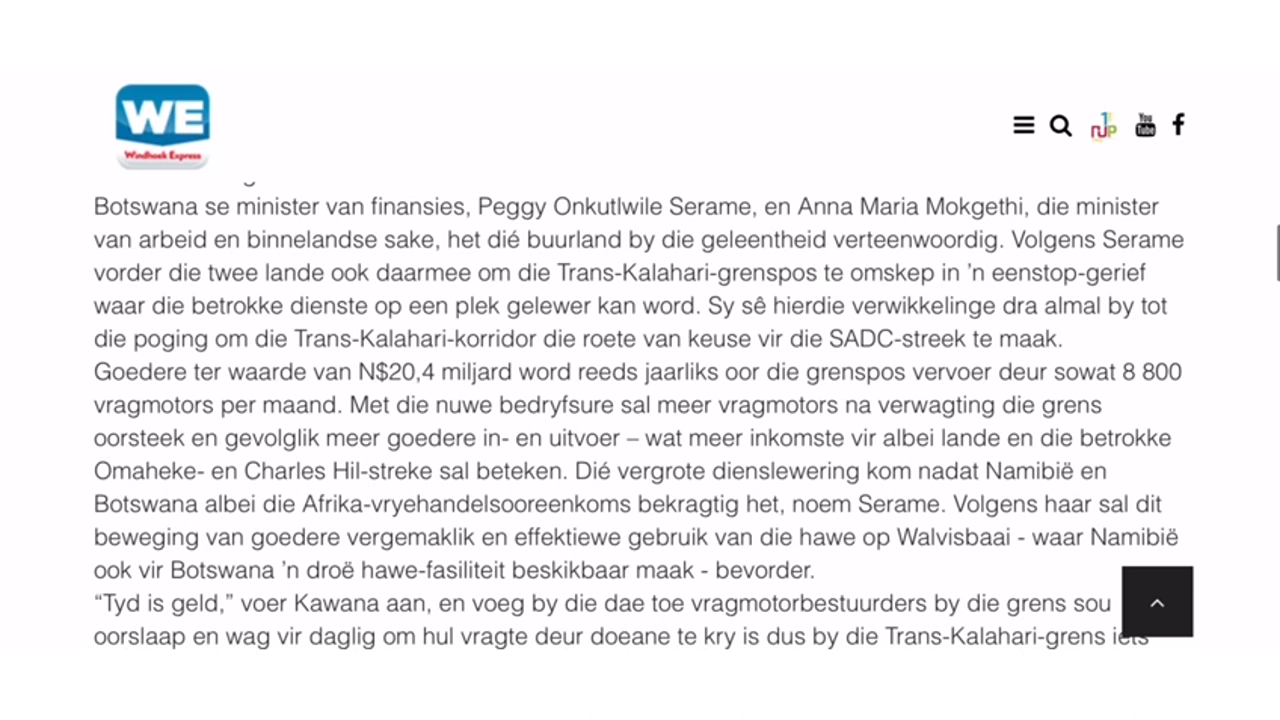 WE
Windhoek Express
You
Tube
Botswana se minister van finansies, Peggy Onkutlwile Serame, en Anna Maria Mokgethi, die minister
van arbeid en binnelandse sake, het dié buurland by die geleentheid verteenwoordig. Volgens Serame
vorder die twee lande ook daarmee om die Trans-Kalahari-grenspos te omskep in ’n eenstop-gerief
waar die betrokke dienste op een plek gelewer kan word. Sy sê hierdie verwikkelinge dra almal by tot
die poging om die Trans-Kalahari-korridor die roete van keuse vir die SADC-streek te maak.
Goedere ter waarde van N$20,4 miljard word reeds jaarliks oor die grenspos vervoer deur sowat 8 800
vragmotors per maand. Met die nuwe bedryfsure sal meer vragmotors na verwagting die grens
oorsteek en gevolglik meer goedere in- en uitvoer – wat meer inkomste vir albei lande en die betrokke
Omaheke- en Charles Hil-streke sal beteken. Dié vergrote dienslewering kom nadat Namibië en
Botswana albei die Afrika-vryehandelsooreenkoms bekragtig het, noem Serame. Volgens haar sal dit
beweging van goedere vergemaklik en effektiewe gebruik van die hawe op Walvisbaai - waar Namibië
ook vir Botswana ’n droë hawe-fasiliteit beskikbaar maak - bevorder.
“Tyd is geld,” voer Kawana aan, en voeg by die dae toe vragmotorbestuurders by die grens sou
oorslaap en wag vir daglig om hul vragte deur doeane te kry is dus by die Trans-Kalahari-grens iets